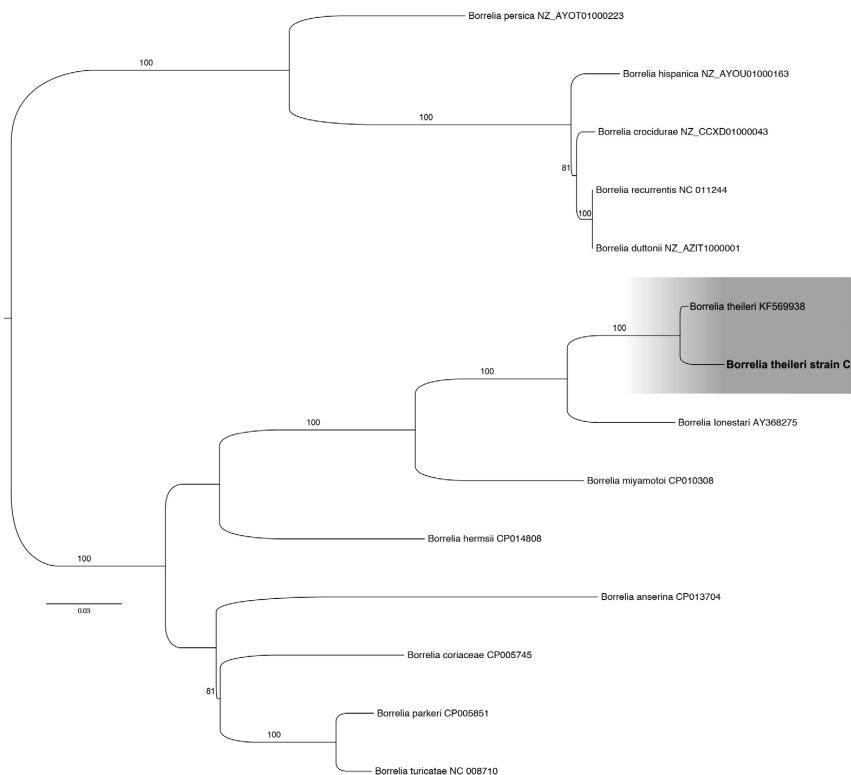 Borrelia persica NZ_AYOT01000223
100
Borrelia hispanica NZ_AYOU01000163
100
Borrelia crocidurae NZ_CCXD01000043
81
Borrelia recurrentis NC 011244
100
Borrelia duttonii NZ_AZIT1000001
Borrelia theileri KF569938
100
Borrelia theileri strain C
100
Borrelia lonestari AY368275
100
Borrelia miyamotoi CP010308
Borrelia hermsii CP014808
100
Borrelia anserina CP013704
0.03
Borrelia coriaceae CP005745
81
Borrelia parkeri CP005851
100
Borrelia turicatae NC 008710